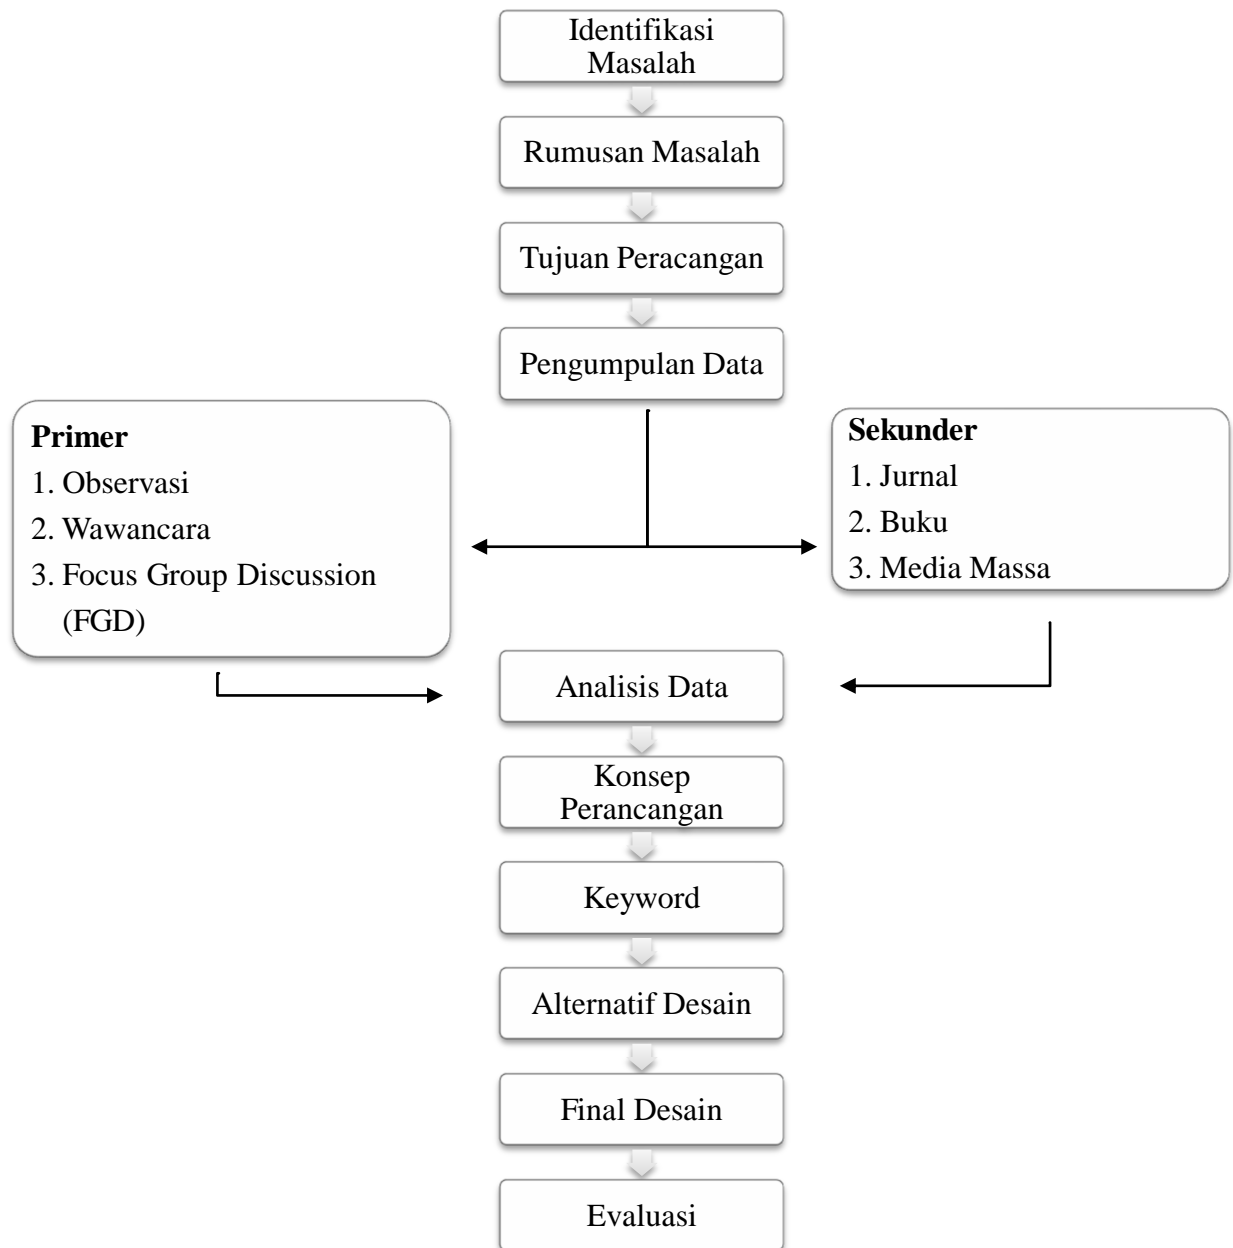 Identifikasi
Masalah
Rumusan Masalah
Tujuan Peracangan
Pengumpulan Data
Primer
1. Observasi
2. Wawancara
3. Focus Group Discussion
(FGD)
Sekunder
1. Jurnal
2. Buku
3. Media Massa
Analisis Data
Konsep
Perancangan
Keyword
Alternatif Desain
Final Desain
Evaluasi